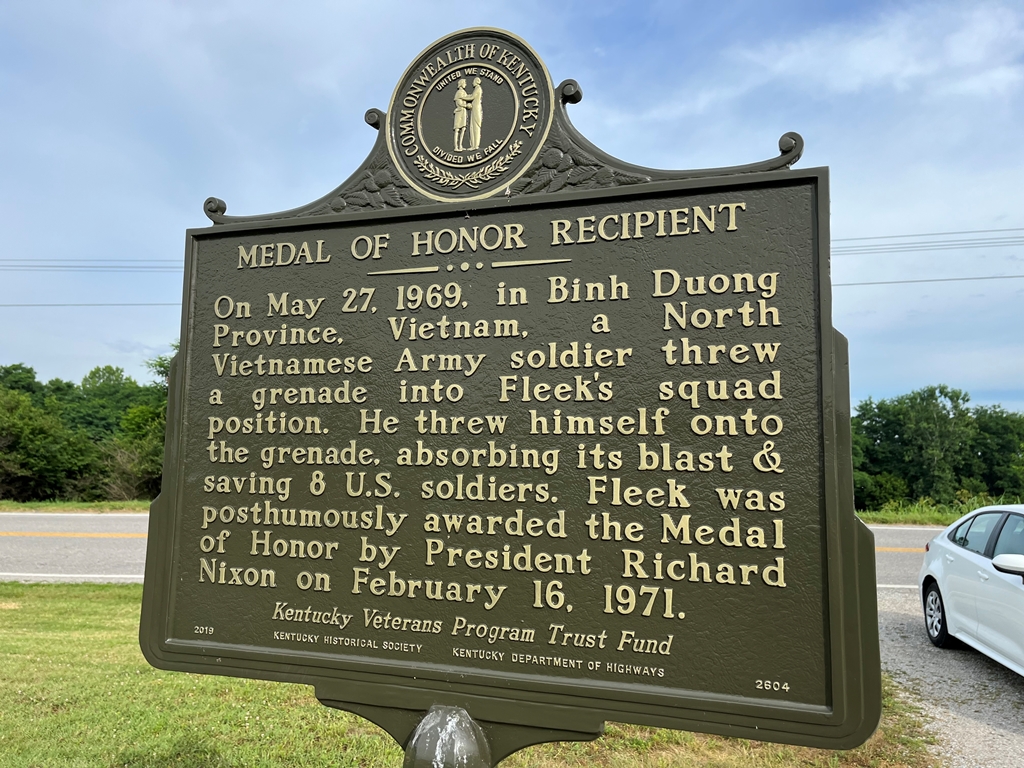 COMMONWEALTH OF KENTUCKY
UNITED WE STAND
DIVIDED WE FALL
MEDAL OF HONOR RECIPIENT
On May 27, 1969, in Binh Duong
Province, Vietnam, a North
Vietnamese Army soldier threw
a grenade into Fleek's squad
position. He threw himself onto
the grenade, absorbing its blast &
saving 8 U.S. soldiers. Fleek was
posthumously awarded the Medal
of Honor by President Richard
Nixon on February 16, 1971.
Kentucky Veterans Program Trust Fund
2019 KENTUCKY HISTORICAL SOCIETY KENTUCKY DEPARTMENT OF HIGHWAYS 2604